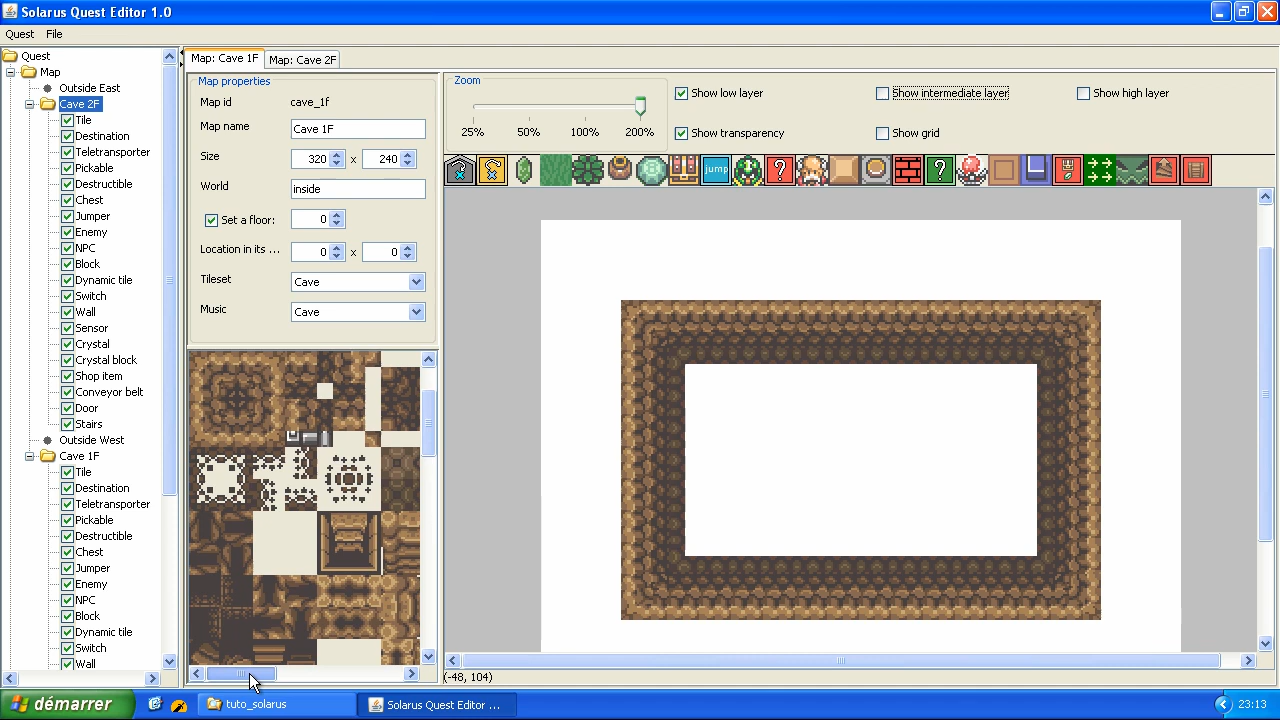 Solarus Quest Editor 1.0
Quest File
Quest
Map
Outside East
Cave 2F
Tile
Destination
Teletransporter
Pickable
Destructible
Chest
Jumper
Enemy
NPC
Block
Dynamic tile
Switch
Wall
Sensor
Crystal
Crystal block
Shop item
Conveyor belt
Door
Stairs
Outside West
Cave 1F
Tile
Destination
Teletransporter
Pickable
Destructible
Chest
Jumper
Enemy
NPC
Block
Dynamic tile
Switch
Wall
Map: Cave 1F Map: Cave 2F
Map properties
Map id cave_1f
Map name Cave 1F
Size 320 x 240
World inside
Set a floor: 0
Location in its ... 0 x 0
Tileset Cave
Music Cave
Zoom
25% 50% 100% 200%
Show low layer Show intermediate layer Show high layer
Show transparency Show grid
jump ? ?
(-48, 104)
démarrer tuto_solarus Solarus Quest Editor ... 23:13